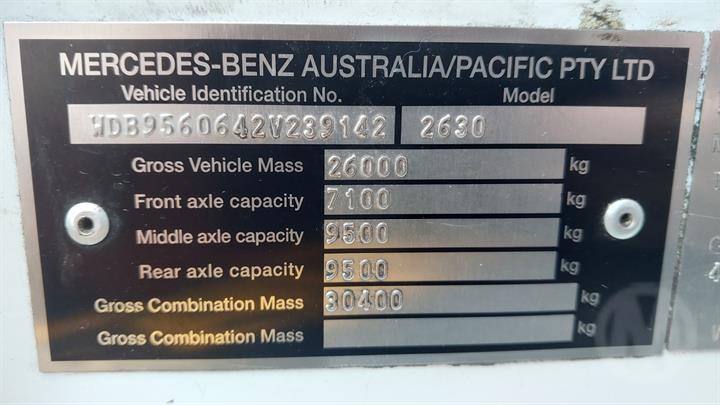 MERCEDES-BENZ AUSTRALIA/PACIFIC PTY LTD
Vehicle Identification No. Model
WDB9560642V239142 2630
Gross Vehicle Mass 26000 kg
Front axle capacity 7100 kg
Middle axle capacity 9500 kg
Rear axle capacity 9500 kg
Gross Combination Mass 30400 kg
Gross Combination Mass kg